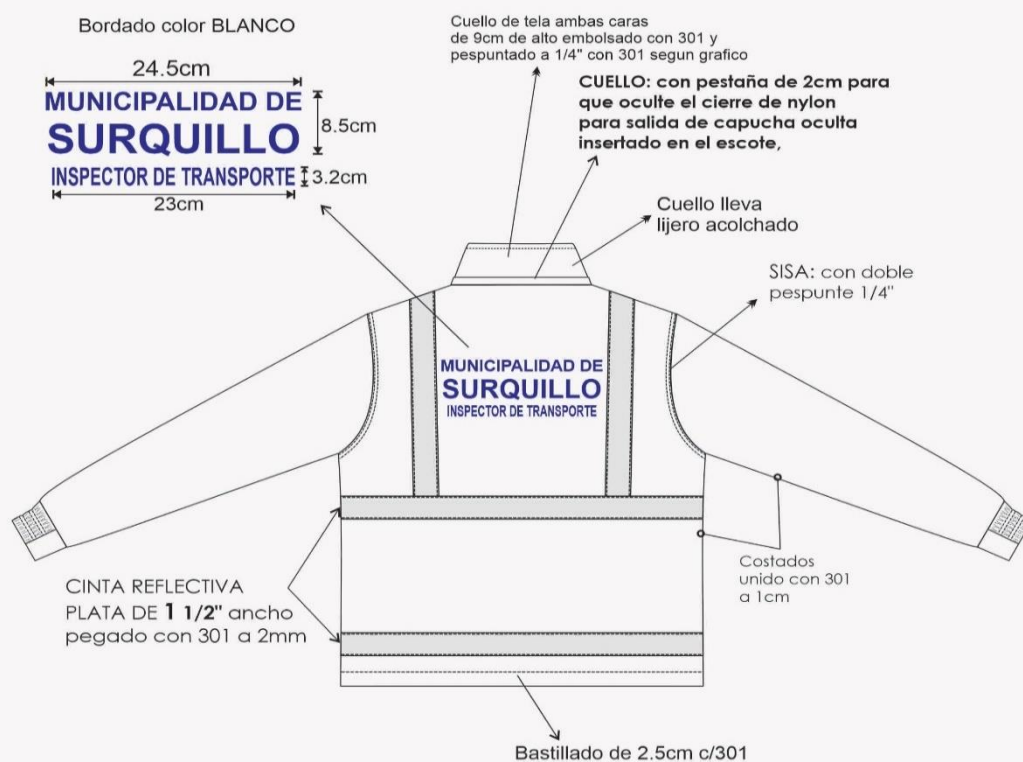 Bordado color BLANCO
24.5cm
MUNICIPALIDAD DE
SURQUILLO
8.5cm
INSPECTOR DE TRANSPORTE
3.2cm
23cm
Cuello de tela ambas caras
de 9cm de alto embolsado con 301 y
pespuntado a 1/4" con 301 segun grafico
CUELLO: con pestaña de 2cm para
que oculte el cierre de nylon
para salida de capucha oculta
insertado en el escote,
Cuello lleva
lijero acolchado
SISA: con doble
pespunte 1/4"
MUNICIPALIDAD DE
SURQUILLO
INSPECTOR DE TRANSPORTE
CINTA REFLECTIVA
PLATA DE 1 1/2" ancho
pegado con 301 a 2mm
Costados
unido con 301
a 1cm
Bastillado de 2.5cm c/301